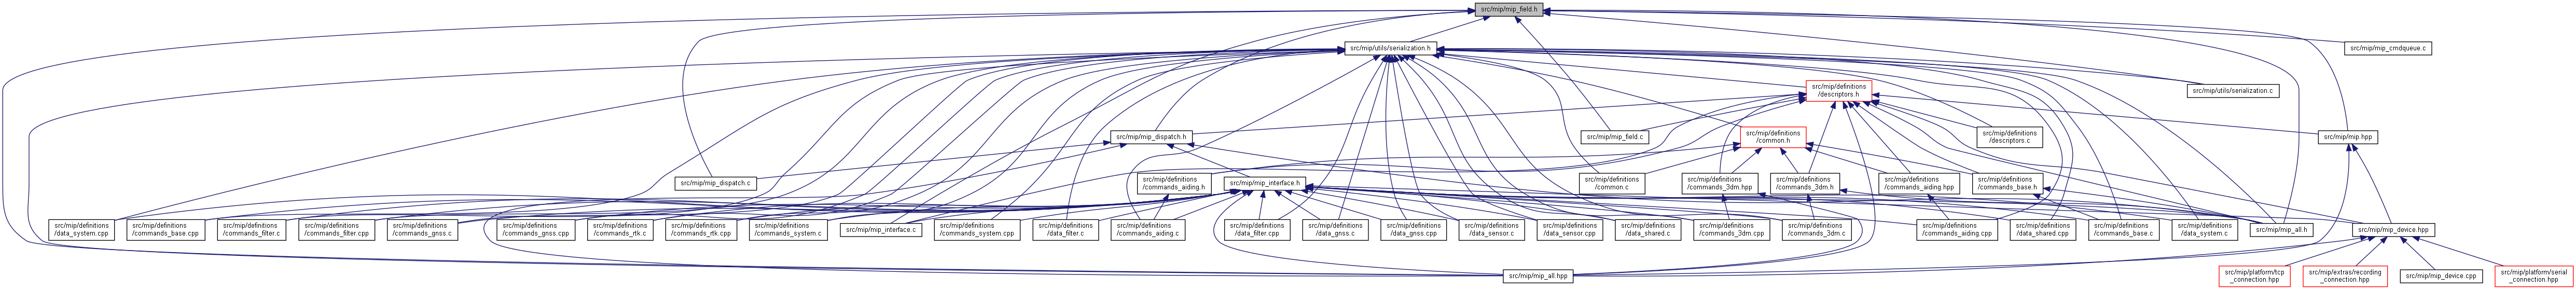 src/mip/mip_field.h
src/mip/utils/serialization.h
src/mip/mip_cmdqueue.c
src/mip/definitions
/descriptors.h
src/mip/utils/serialization.c
src/mip/mip_dispatch.h
src/mip/mip_field.c
src/mip/definitions
/common.h
src/mip/definitions
/descriptors.c
src/mip/mip.hpp
src/mip/mip_dispatch.c
src/mip/definitions
/commands_aiding.h
src/mip/mip_interface.h
src/mip/definitions
/common.c
src/mip/definitions
/commands_3dm.hpp
src/mip/definitions
/commands_3dm.h
src/mip/definitions
/commands_aiding.hpp
src/mip/definitions
/commands_base.h
src/mip/definitions
/data_system.cpp
src/mip/definitions
/commands_base.cpp
src/mip/definitions
/commands_filter.c
src/mip/definitions
/commands_filter.cpp
src/mip/definitions
/commands_gnss.c
src/mip/definitions
/commands_gnss.cpp
src/mip/definitions
/commands_rtk.c
src/mip/definitions
/commands_rtk.cpp
src/mip/definitions
/commands_system.c
src/mip/mip_interface.c
src/mip/definitions
/commands_system.cpp
src/mip/definitions
/data_filter.c
src/mip/definitions
/commands_aiding.c
src/mip/definitions
/data_filter.cpp
src/mip/definitions
/data_gnss.c
src/mip/definitions
/data_gnss.cpp
src/mip/definitions
/data_sensor.c
src/mip/definitions
/data_sensor.cpp
src/mip/definitions
/data_shared.c
src/mip/definitions
/commands_3dm.cpp
src/mip/definitions
/commands_3dm.c
src/mip/definitions
/commands_aiding.cpp
src/mip/definitions
/data_shared.cpp
src/mip/definitions
/commands_base.c
src/mip/definitions
/data_system.c
src/mip/mip_all.h
src/mip/mip_device.hpp
src/mip/mip_all.hpp
src/mip/platform/tcp
_connection.hpp
src/mip/extras/recording
_connection.hpp
src/mip/mip_device.cpp
src/mip/platform/serial
_connection.hpp